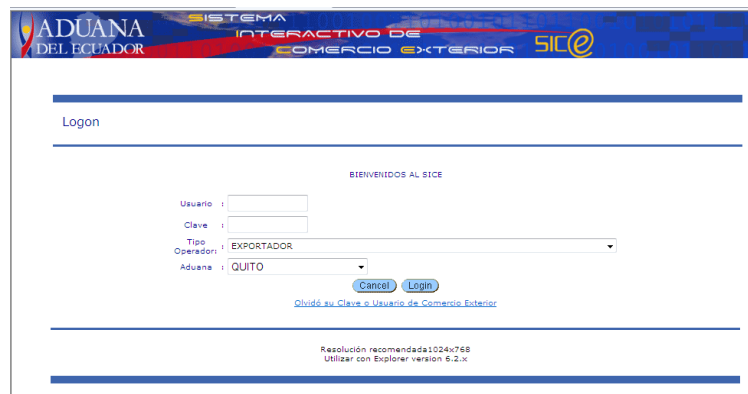 ADUANA
DEL ECUADOR
SISTEMA
INTERACTIVO DE
COMERCIO EXTERIOR
SIC@
Logon
BIENVENIDOS AL SICE
Usuario :
Clave :
Tipo Operador: : EXPORTADOR
Aduana : QUITO
Cancel Login
Olvidó su Clave o Usuario de Comercio Exterior
Resolución recomendada1024x768
Utilizar con Explorer version 6.2.x